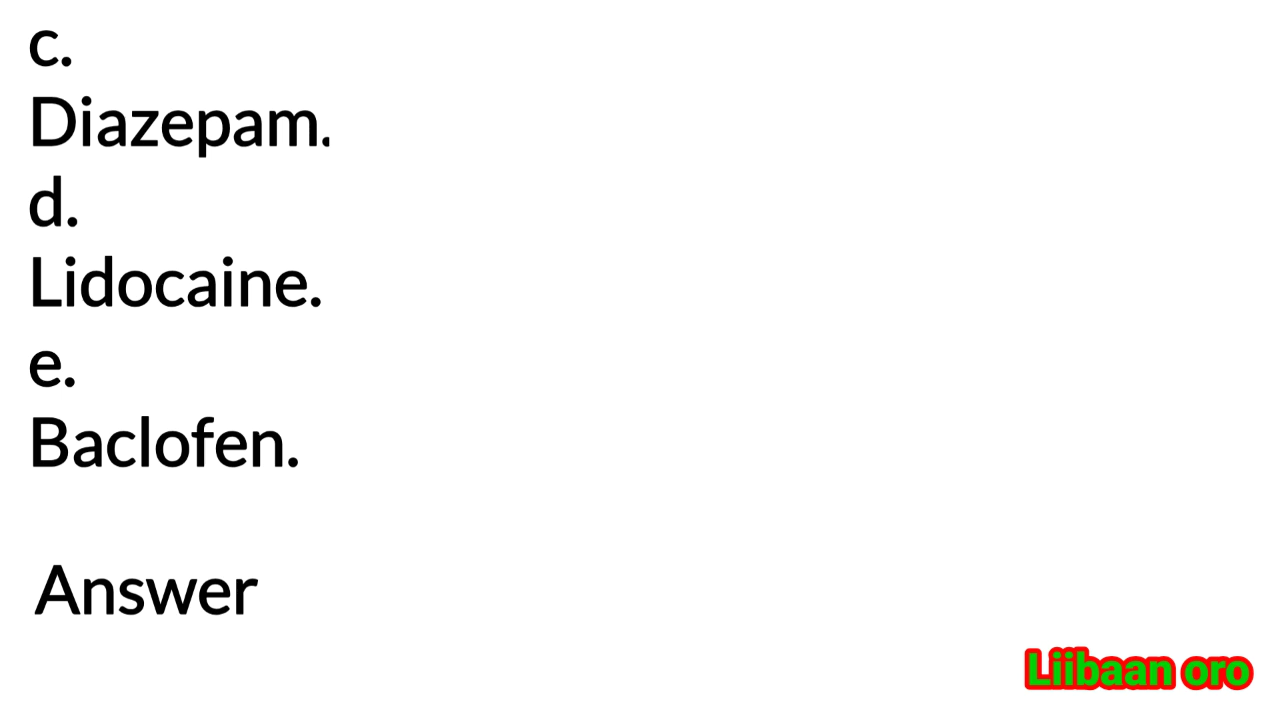 c.
Diazepam.
d.
Lidocaine.
e.
Baclofen.
Answer
Liibaan oro